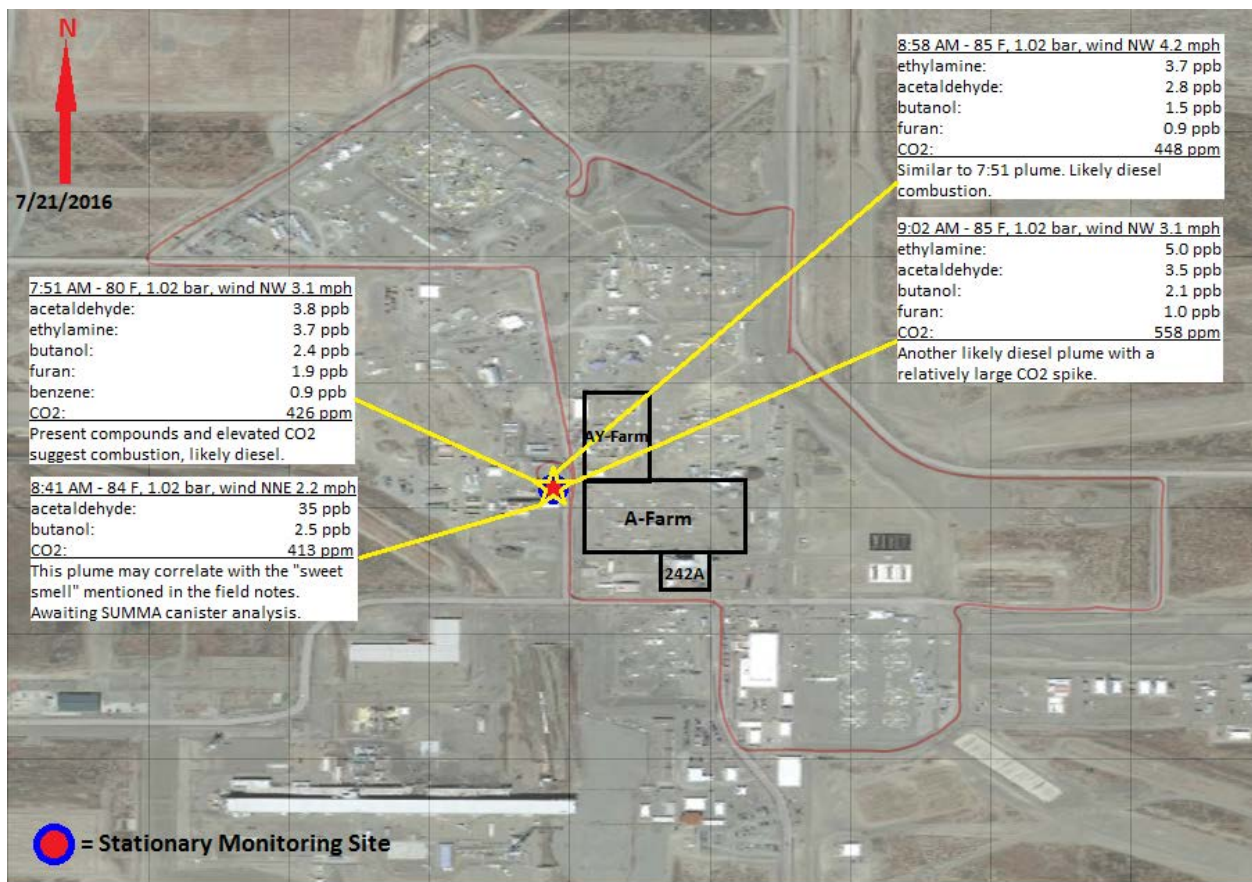 N
7/21/2016
8:58 AM - 85 F, 1.02 bar, wind NW 4.2 mph
ethylamine: 3.7 ppb
acetaldehyde: 2.8 ppb
butanol: 1.5 ppb
furan: 0.9 ppb
CO2: 448 ppm
Similar to 7:51 plume. Likely diesel
combustion.
9:02 AM - 85 F, 1.02 bar, wind NW 3.1 mph
ethylamine: 5.0 ppb
acetaldehyde: 3.5 ppb
butanol: 2.1 ppb
furan: 1.0 ppb
CO2: 558 ppm
Another likely diesel plume with a
relatively large CO2 spike.
7:51 AM - 80 F, 1.02 bar, wind NW 3.1 mph
acetaldehyde: 3.8 ppb
ethylamine: 3.7 ppb
butanol: 2.4 ppb
furan: 1.9 ppb
benzene: 0.9 ppb
CO2: 426 ppm
Present compounds and elevated CO2
suggest combustion, likely diesel.
8:41 AM - 84 F, 1.02 bar, wind NNE 2.2 mph
acetaldehyde: 35 ppb
butanol: 2.5 ppb
CO2: 413 ppm
This plume may correlate with the "sweet
smell" mentioned in the field notes.
Awaiting SUMMA canister analysis.
AY-Farm
A-Farm
242A
= Stationary Monitoring Site